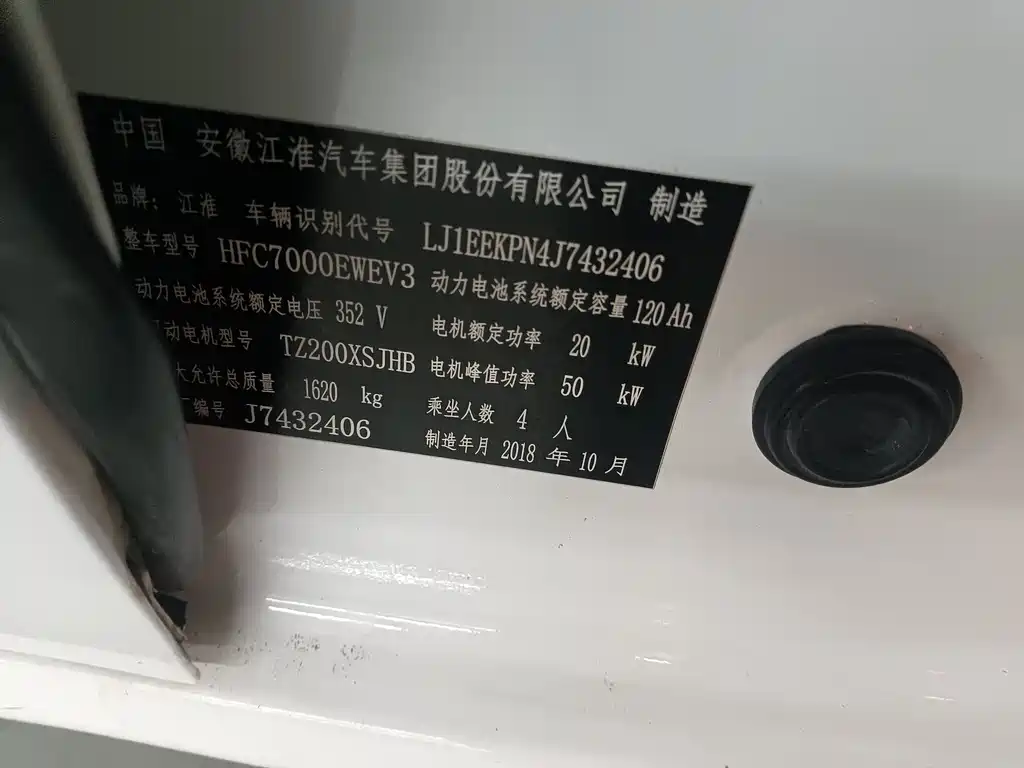 中国 安徽江淮汽车集团股份有限公司 制造
品牌：江淮 车辆识别代号 LJ1EEKPN4J7432406
整车型号 HFC7000EWEV3 动力电池系统额定容量 120 Ah
动力电池系统额定电压 352 V 电机额定功率 20 kW
动电机型号 TZ200XSJHB 电机峰值功率 50 kW
大允许总质量 1620 kg 乘坐人数 4 人
编号 J7432406 制造年月 2018 年 10 月